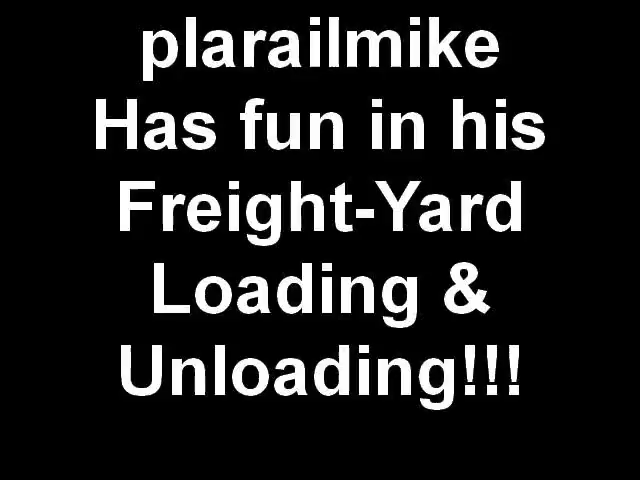 plarailmike
Has fun in his
Freight-Yard
Loading &
Unloading!!!